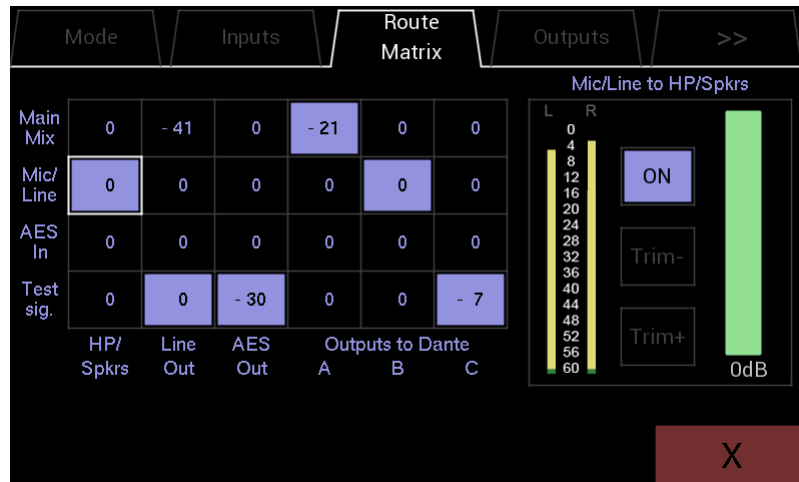 Mode Inputs Route Matrix Outputs >>
Mic/Line to HP/Spkrs
Main Mix 0 - 41 0 - 21 0 0
Mic/ Line 0 0 0 0 0 0
AES In 0 0 0 0 0 0
Test sig. 0 0 - 30 0 0 - 7
HP/ Spkrs Line Out AES Out Outputs to Dante
A B C
L R
0
4
8
12
16
20
24
28
32
36
40
44
48
52
56
60
ON
Trim-
Trim+
0dB
X